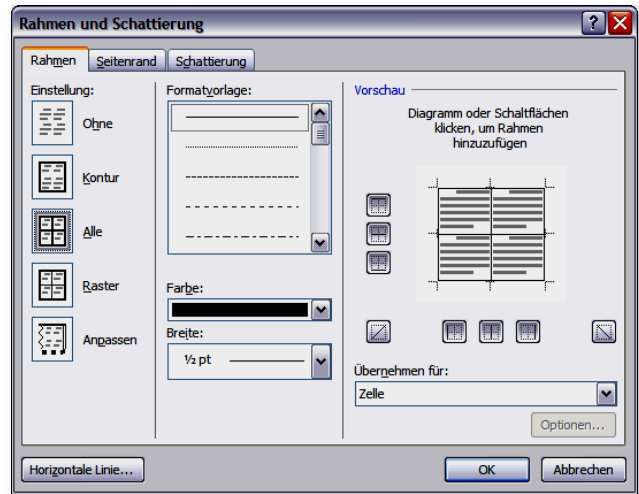 Rahmen und Schattierung
?
Rahmen
Seitenrand
Schattierung
Einstellung:
Ohne
Kontur
Alle
Raster
Anpassen
Formatvorlage:
Farbe:
Breite:
½ pt
Vorschau
Diagramm oder Schaltflächen
klicken, um Rahmen
hinzuzufügen
Übernehmen für:
Zelle
Optionen...
Horizontale Linie...
OK
Abbrechen